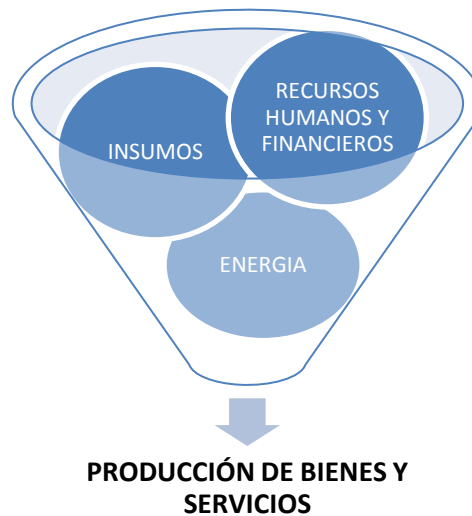 INSUMOS
RECURSOS
HUMANOS Y
FINANCIEROS
ENERGIA
PRODUCCIÓN DE BIENES Y
SERVICIOS